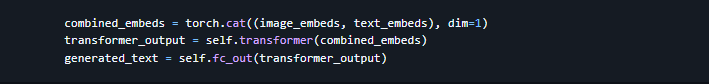 combined_embeds = torch.cat((image_embeds, text_embeds), dim=1)
transformer_output = self.transformer(combined_embeds)
generated_text = self.fc_out(transformer_output)